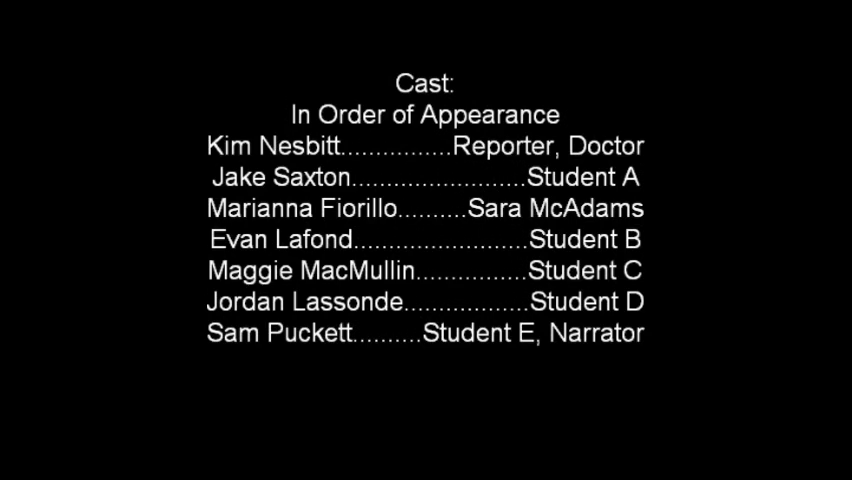 Cast:
In Order of Appearance
Kim Nesbitt................Reporter, Doctor
Jake Saxton.........................Student A
Marianna Fiorillo..........Sara McAdams
Evan Lafond.........................Student B
Maggie MacMullin................Student C
Jordan Lassonde..................Student D
Sam Puckett..........Student E, Narrator